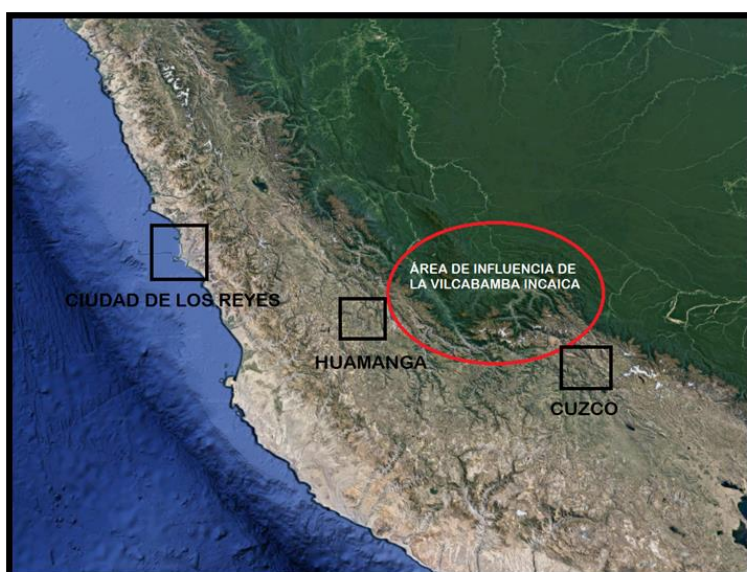 ÁREA DE INFLUENCIA DE
LA VILCABAMBA INCAICA
CIUDAD DE LOS REYES
HUAMANGA
CUZCO